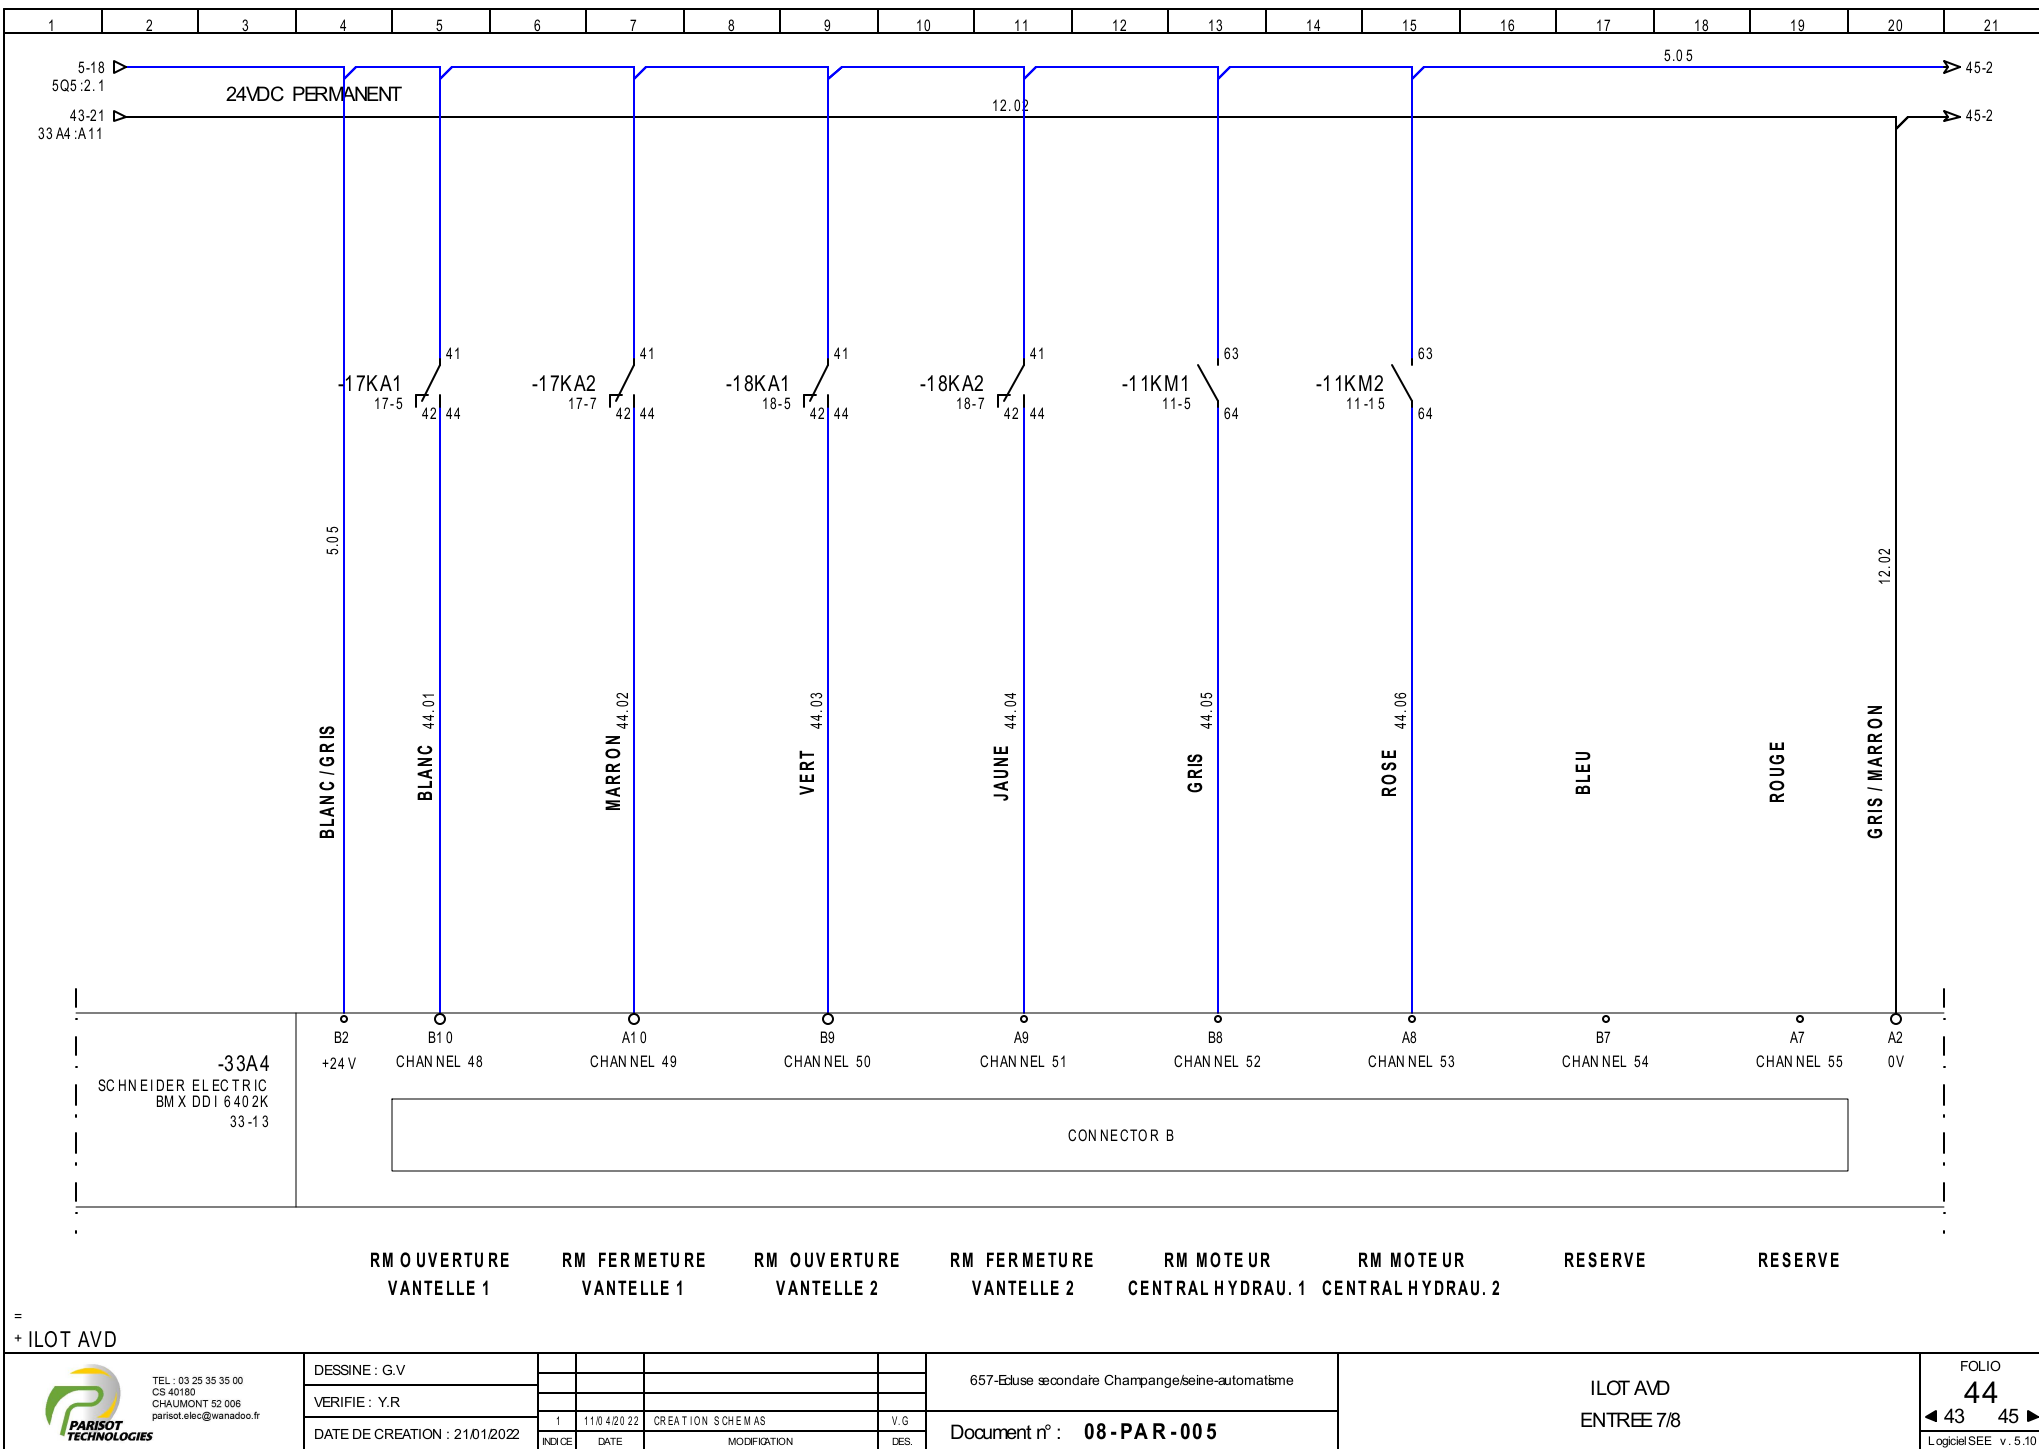 1 2 3 4 5 6 7 8 9 10 11 12 13 14 15 16 17 18 19 20 21
5-18
5Q5:2.1
24VDC PERMANENT
5.05
45-2
43-21
33A4:A11
12.02
45-2
41 41 41 41 63 63
-17KA1 -17KA2 -18KA1 -18KA2 -11KM1 -11KM2
17-5 17-7 18-5 18-7 11-5 11-15
42 44 42 44 42 44 42 44 64 64
5.05
12.02
44.01 44.02 44.03 44.04 44.05 44.06
BLANC/GRIS BLANC MARRON VERT JAUNE GRIS ROSE BLEU ROUGE GRIS/MARRON
B2 B10 A10 B9 A9 B8 A8 B7 A7 A2
+24V CHANNEL 48 CHANNEL 49 CHANNEL 50 CHANNEL 51 CHANNEL 52 CHANNEL 53 CHANNEL 54 CHANNEL 55 0V
-33A4
SCHNEIDER ELECTRIC
BMX DDI 6402K
33-13
CONNECTOR B
RM OUVERTURE RM FERMETURE RM OUVERTURE RM FERMETURE RM MOTEUR RM MOTEUR RESERVE RESERVE
VANTELLE 1 VANTELLE 1 VANTELLE 2 VANTELLE 2 CENTRAL HYDRAU. 1 CENTRAL HYDRAU. 2
=
+ ILOT AVD
PARISOT
TECHNOLOGIES
TEL : 03 25 35 35 00
CS 40180
CHAUMONT 52 006
parisot.elec@wanadoo.fr
DESSINE : G.V
VERIFIE : Y.R
DATE DE CREATION : 21/01/2022
1 11/04/2022 CREATION SCHEMAS V.G
INDICE DATE MODIFICATION DES.
657-Ecluse secondaire Champange/seine-automatisme
Document n° : 08-PAR-005
ILOT AVD
ENTREE 7/8
FOLIO
44
◄ 43 45 ►
Logiciel SEE v.5.10